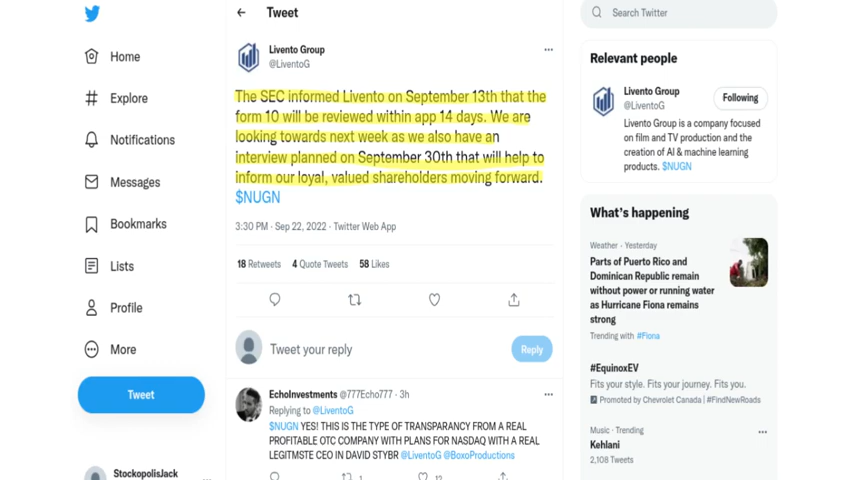 Tweet
Search Twitter
Home
Explore
Notifications
Messages
Bookmarks
Lists
Profile
More
Tweet
StockopolisJack
Livento Group
@LiventoG
The SEC informed Livento on September 13th that the
form 10 will be reviewed within app 14 days. We are
looking towards next week as we also have an
interview planned on September 30th that will help to
inform our loyal, valued shareholders moving forward.
$NUGN
3:30 PM · Sep 22, 2022 · Twitter Web App
18 Retweets 4 Quote Tweets 58 Likes
Tweet your reply
Reply
EchoInvestments @777Echo777 · 3h
Replying to @LiventoG
$NUGN YES! THIS IS THE TYPE OF TRANSPARANCY FROM A REAL
PROFITABLE OTC COMPANY WITH PLANS FOR NASDAQ WITH A REAL
LEGITMSTE CEO IN DAVID STYBR @LiventoG @BoxoProductions
1 12
Relevant people
Livento Group
@LiventoG
Following
Livento Group is a company focused
on film and TV production and the
creation of AI & machine learning
products. $NUGN
What's happening
Weather · Yesterday
Parts of Puerto Rico and
Dominican Republic remain
without power or running water
as Hurricane Fiona remains
strong
Trending with #Fiona
#EquinoxEV
Fits your style. Fits your journey. Fits you.
Promoted by Chevrolet Canada | #FindNewRoads
Music · Trending
Kehlani
2,108 Tweets